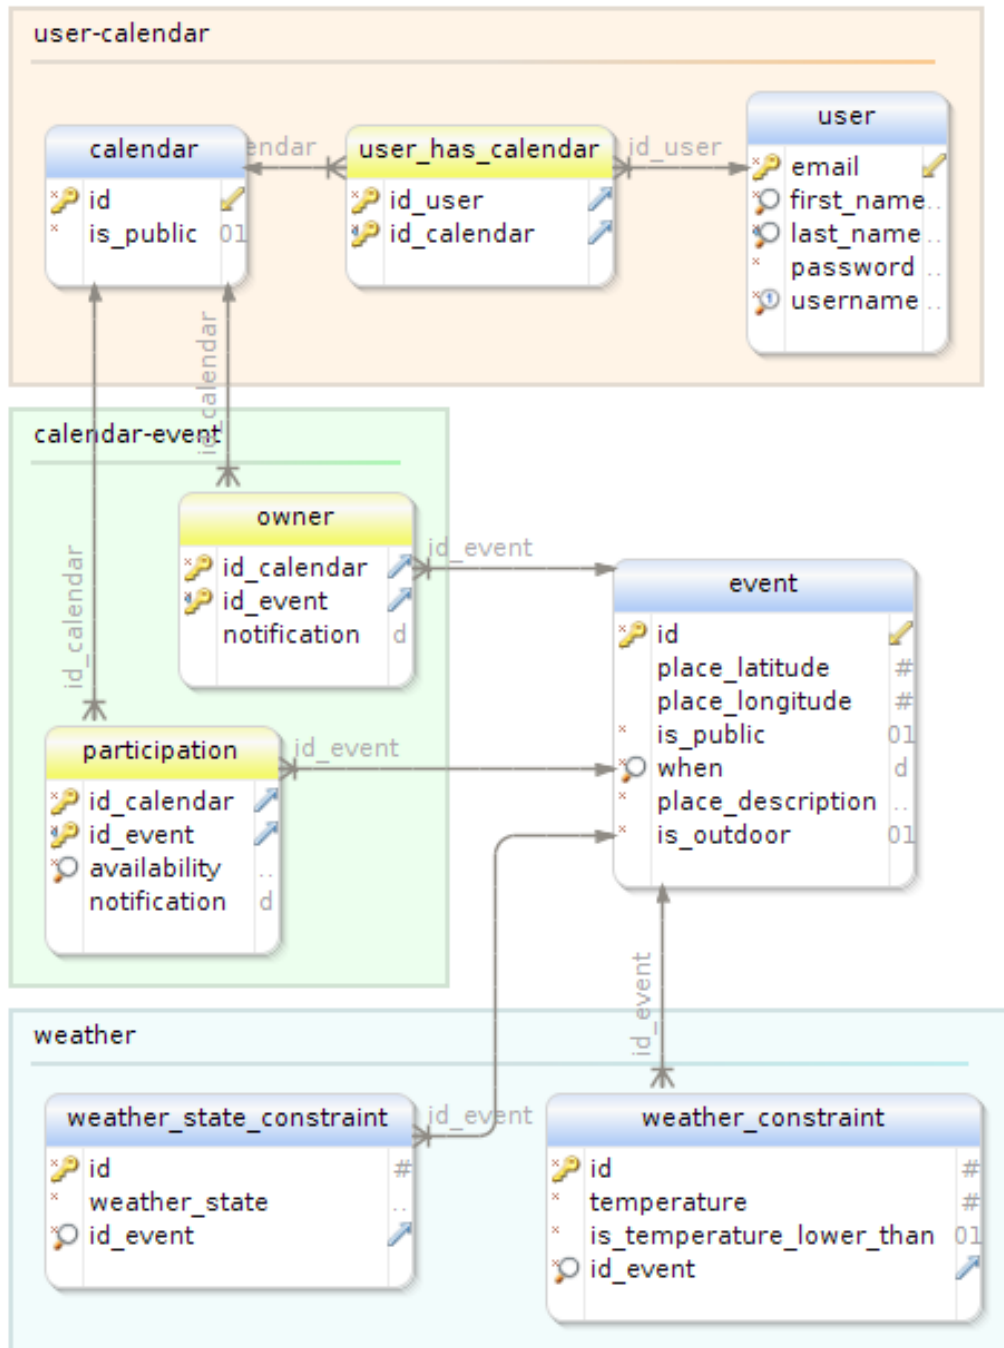 user-calendar
calendar
endar
user_has_calendar
id_user
user
id
is_public 01
id_user
id_calendar
email
first_name..
last_name..
password ..
username ..
id_calendar
calendar-event
owner
id_calendar
id_event
notification d
id_event
id_calendar
participation
id_calendar
id_event
availability ..
notification d
id_event
event
id
place_latitude #
place_longitude #
is_public 01
when d
place_description ..
is_outdoor 01
id_event
weather
weather_state_constraint
id #
weather_state ..
id_event
id_event
weather_constraint
id #
temperature #
is_temperature_lower_than 01
id_event